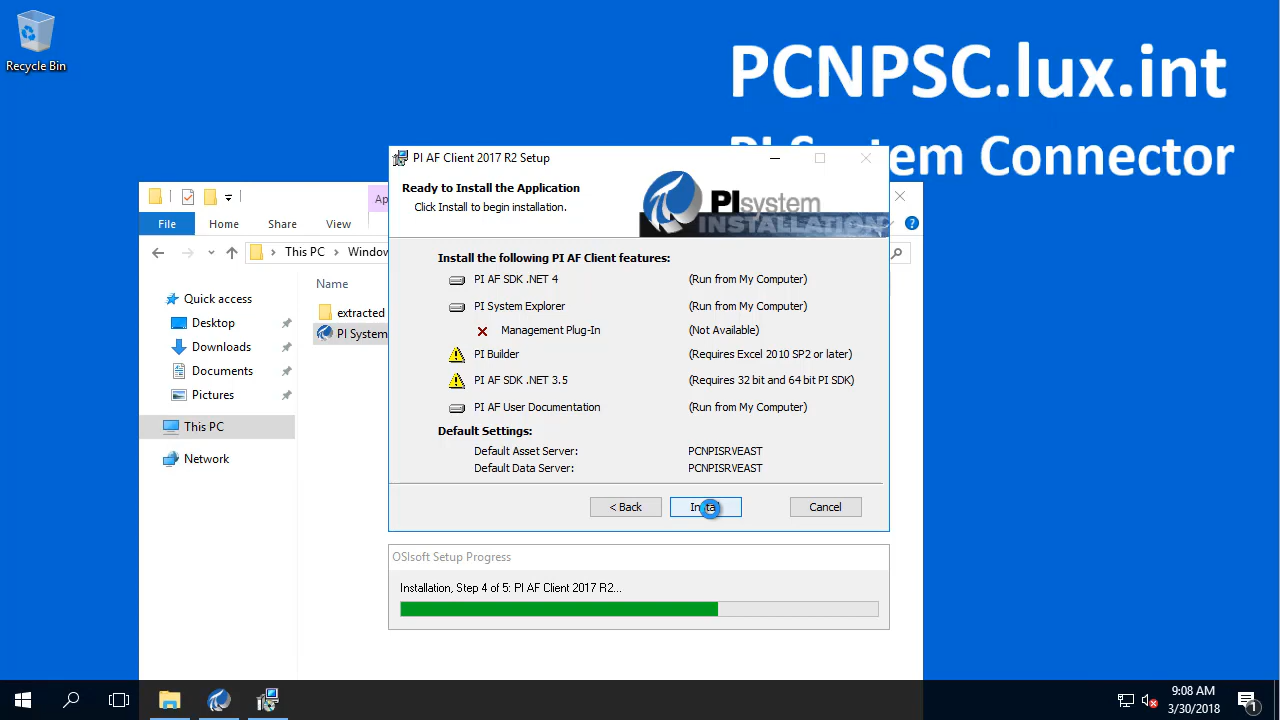 Recycle Bin
PCNPSC.lux.int
PI System Connector
PI AF Client 2017 R2 Setup
Ready to Install the Application
Click Install to begin installation.
PIsystem
INSTALLATION
File
Home
Share
View
Ap
This PC
Window
Name
extracted
PI System
Quick access
Desktop
Downloads
Documents
Pictures
This PC
Network
Install the following PI AF Client features:
PI AF SDK .NET 4 (Run from My Computer)
PI System Explorer (Run from My Computer)
Management Plug-In (Not Available)
PI Builder (Requires Excel 2010 SP2 or later)
PI AF SDK .NET 3.5 (Requires 32 bit and 64 bit PI SDK)
PI AF User Documentation (Run from My Computer)
Default Settings:
Default Asset Server: PCNPISRVEAST
Default Data Server: PCNPISRVEAST
< Back
Install
Cancel
OSIsoft Setup Progress
Installation, Step 4 of 5: PI AF Client 2017 R2...
9:08 AM
3/30/2018
1